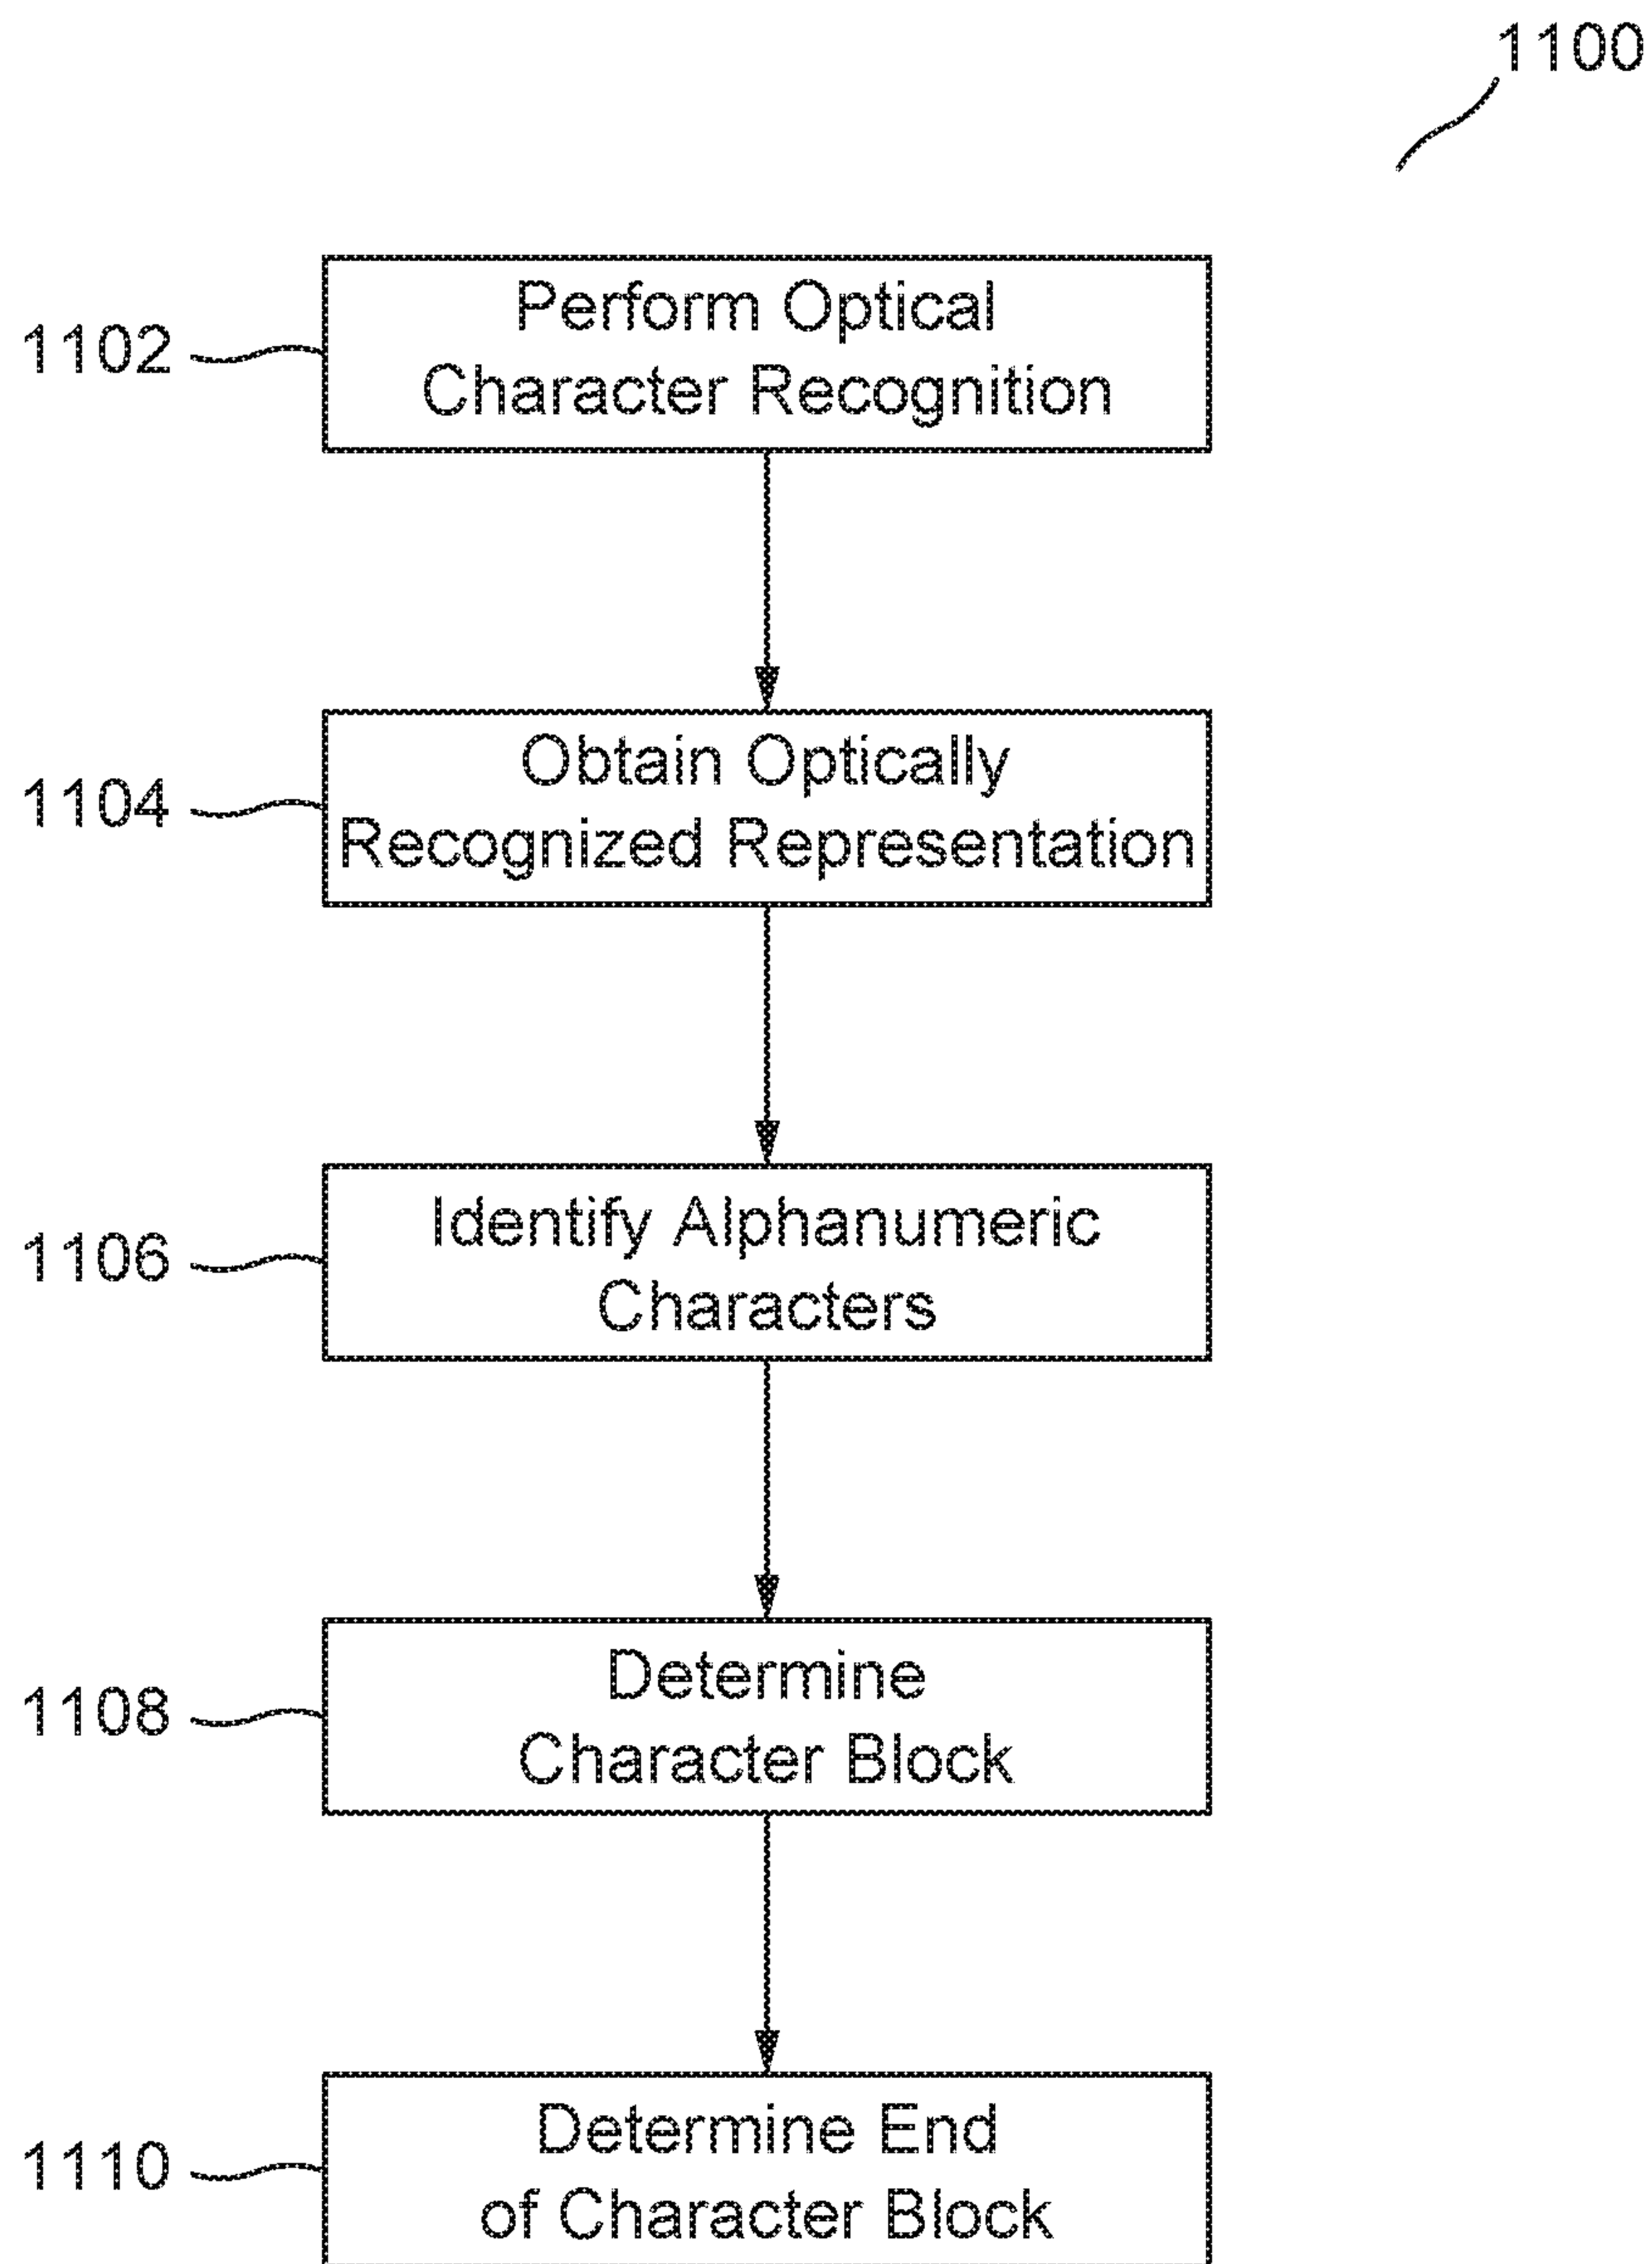 1100
1102
Perform Optical
Character Recognition
1104
Obtain Optically
Recognized Representation
1106
Identify Alphanumeric
Characters
1108
Determine
Character Block
1110
Determine End
of Character Block